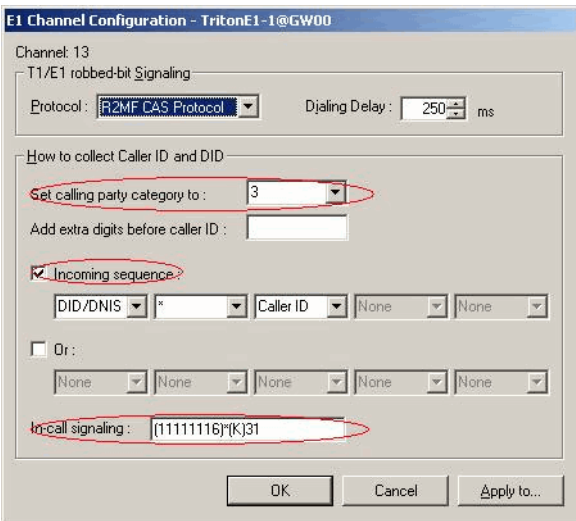 E1 Channel Configuration - TritonE1-1@GW00
Channel: 13
T1/E1 robbed-bit Signaling
Protocol : R2MF CAS Protocol Dialing Delay : 250 ms
How to collect Caller ID and DID
Set calling party category to : 3
Add extra digits before caller ID :
Incoming sequence :
DID/DNIS * Caller ID None None
Or :
None None None None None
In-call signaling : (11111116)*(K)31
OK Cancel Apply to...